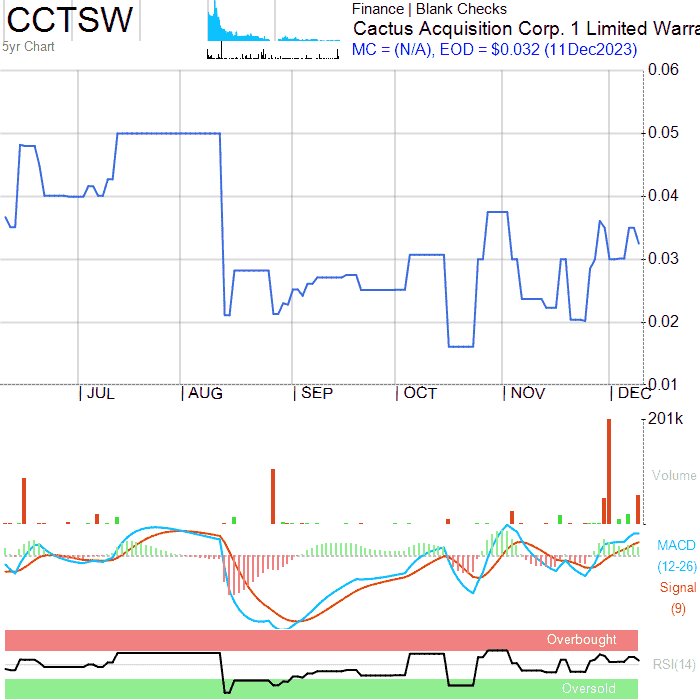 CCTSW
5yr Chart
Finance | Blank Checks
Cactus Acquisition Corp. 1 Limited Warra
MC = (N/A), EOD = $0.032 (11Dec2023)
0.06
0.05
0.04
0.03
0.02
0.01
JUL AUG SEP OCT NOV DEC
201k
Volume
MACD
(12-26)
Signal
(9)
Overbought
RSI(14)
Oversold